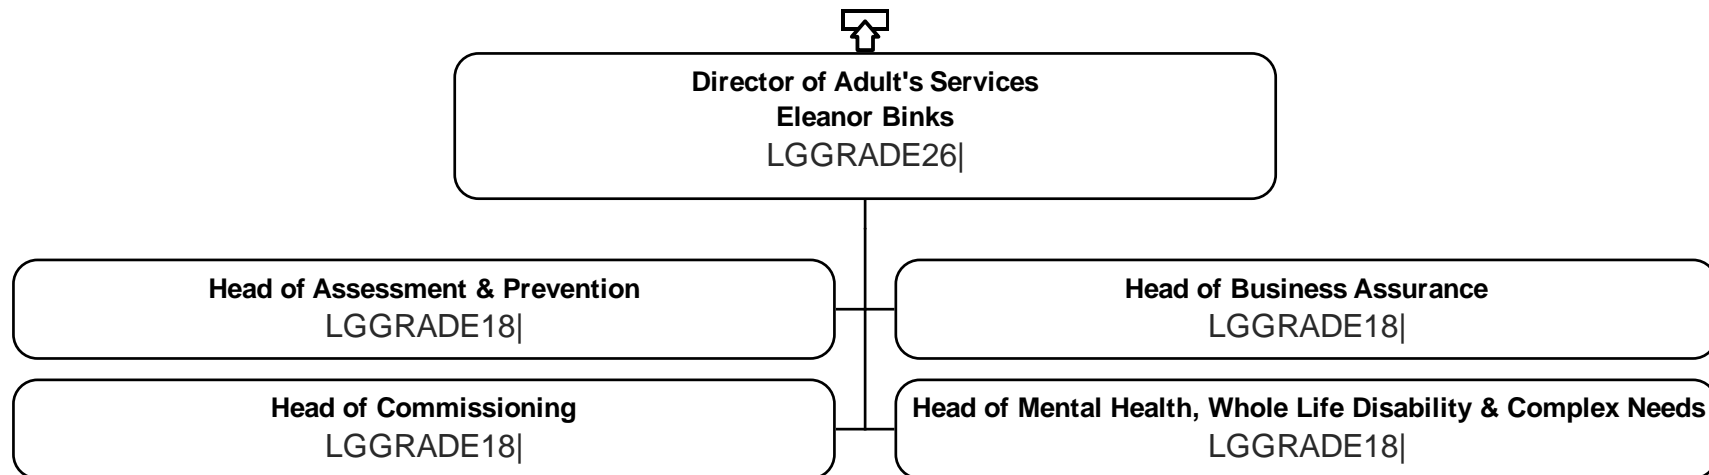 Director of Adult's Services
Eleanor Binks
LGGRADE26|
Head of Assessment & Prevention
LGGRADE18|
Head of Business Assurance
LGGRADE18|
Head of Commissioning
LGGRADE18|
Head of Mental Health, Whole Life Disability & Complex Needs
LGGRADE18|